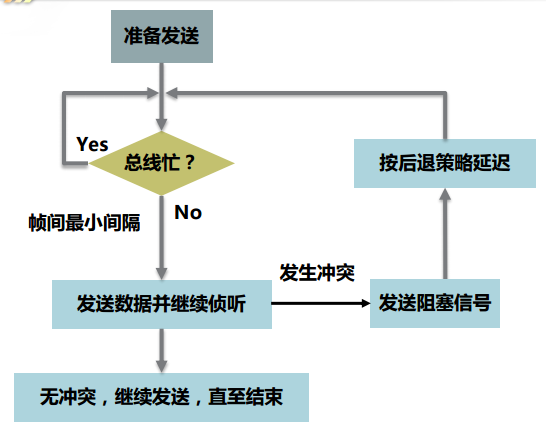 准备发送
Yes
总线忙？
按后退策略延迟
帧间最小间隔
No
发生冲突
发送数据并继续侦听
发送阻塞信号
无冲突，继续发送，直至结束